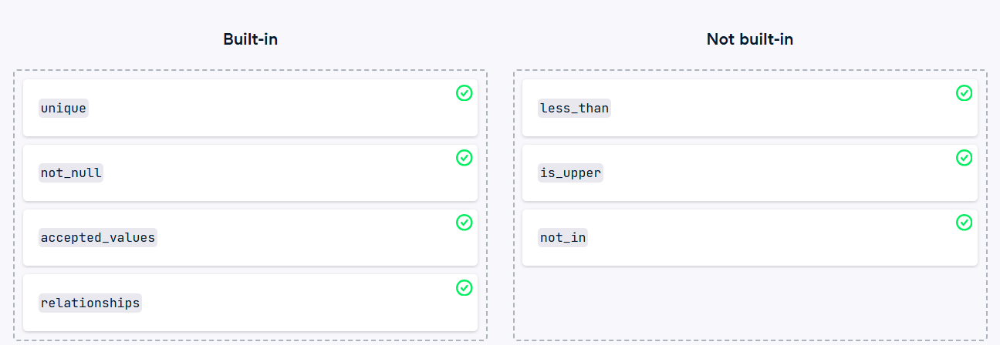 Built-in
unique
not_null
accepted_values
relationships
Not built-in
less_than
is_upper
not_in